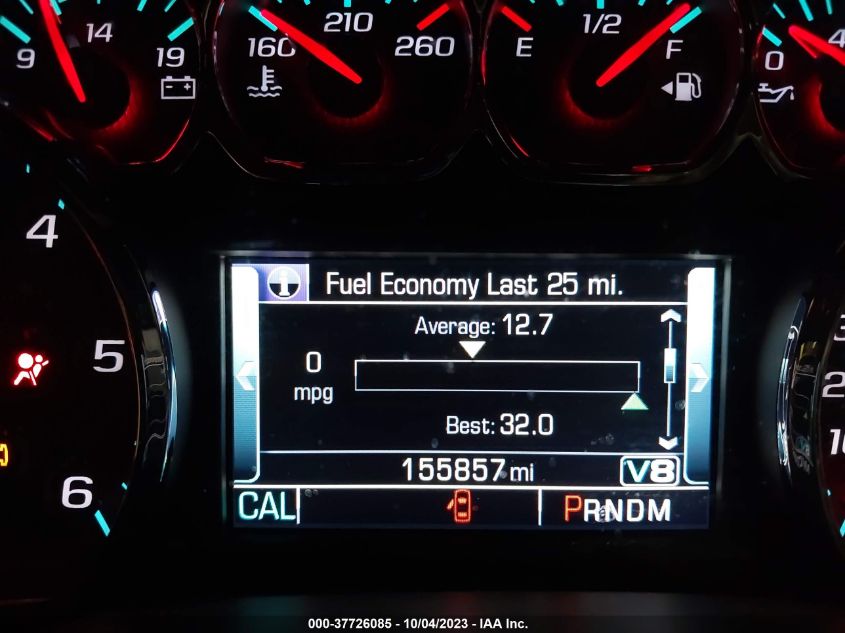 9 14 19
160 210 260
E 1/2 F
0 4
4
5
6
Fuel Economy Last 25 mi.
Average: 12.7
0
mpg
Best: 32.0
155857 mi V8
CAL PRNDM
000-37726085 - 10/04/2023 - IAA Inc.